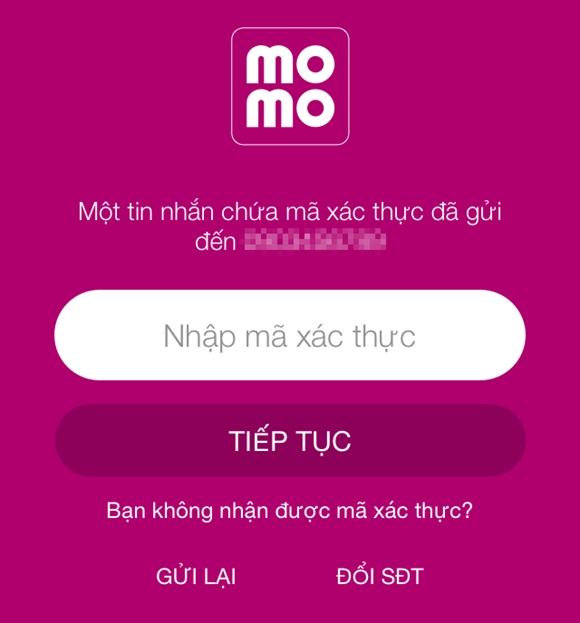 mo
mo
Một tin nhắn chứa mã xác thực đã gửi
đến
Nhập mã xác thực
TIẾP TỤC
Bạn không nhận được mã xác thực?
GỬI LẠI
ĐỔI SĐT